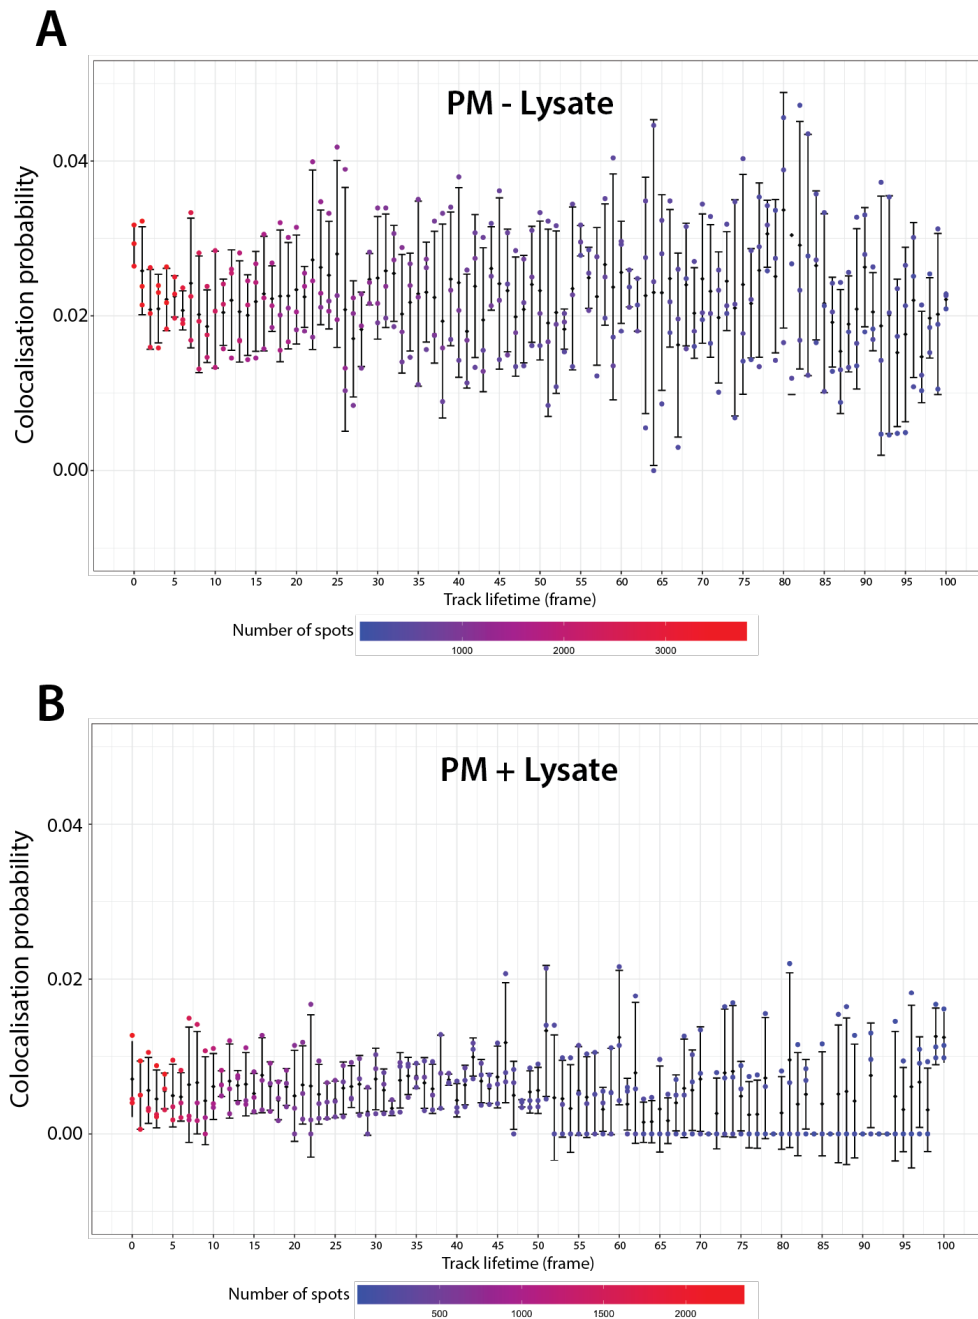 A
PM - Lysate
Colocalisation probability
0.04
0.02
0.00
0 5 10 15 20 25 30 35 40 45 50 55 60 65 70 75 80 85 90 95 100
Track lifetime (frame)
Number of spots
1000 2000 3000
B
PM + Lysate
Colocalisation probability
0.04
0.02
0.00
0 5 10 15 20 25 30 35 40 45 50 55 60 65 70 75 80 85 90 95 100
Track lifetime (frame)
Number of spots
500 1000 1500 2000